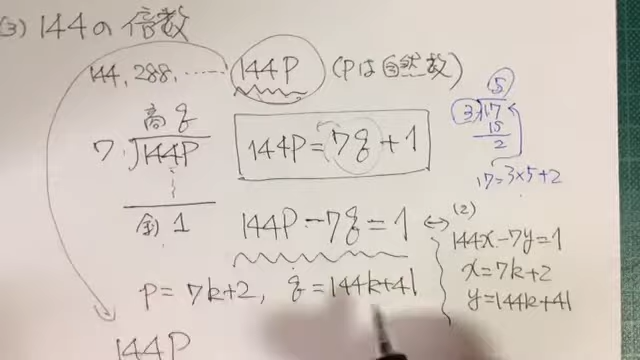 (3) 144の倍数
144, 288, ……144P (Pは自然数)
商 q
7)144P
余 1
144P=7q+1
5
3)17
15
2
17=3×5+2
144P-7q=1 ↔ (2)
144x-7y=1
x=7k+2
y=144k+41
P=7k+2, q=144k+41
144P